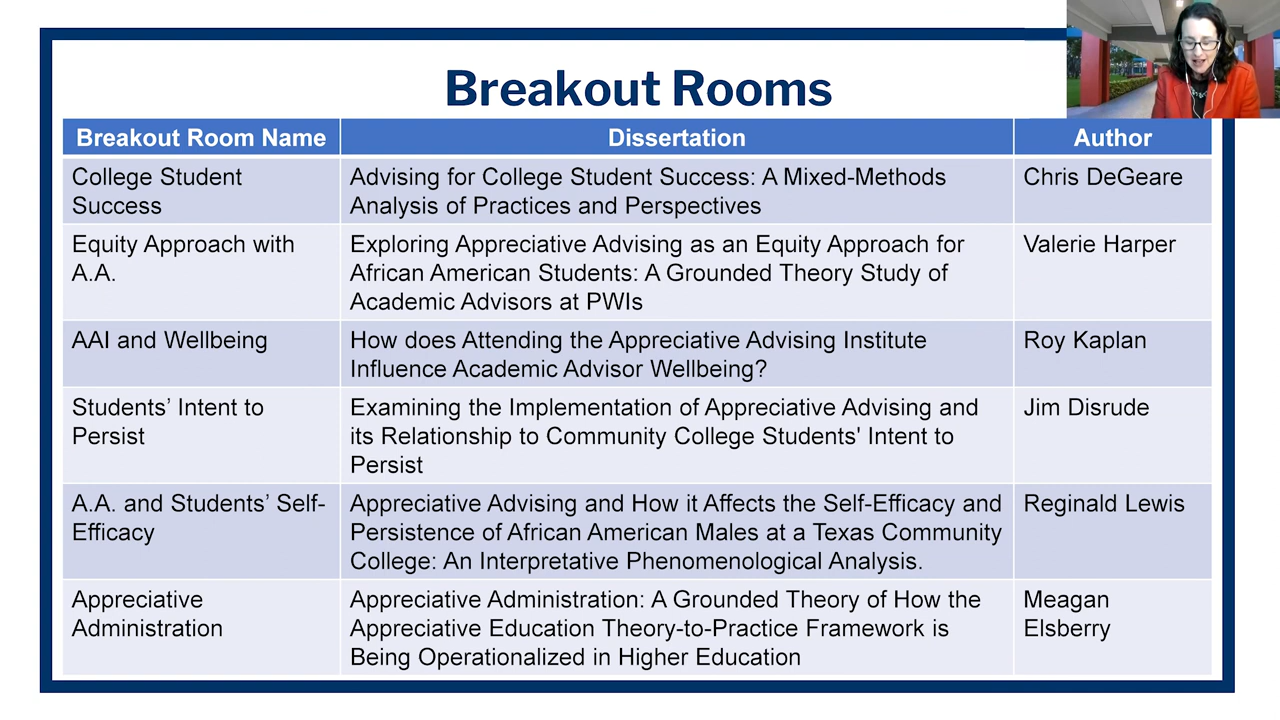 Breakout Rooms
Breakout Room Name
Dissertation
Author
College Student
Success
Advising for College Student Success: A Mixed-Methods
Analysis of Practices and Perspectives
Chris DeGeare
Equity Approach with
A.A.
Exploring Appreciative Advising as an Equity Approach for
African American Students: A Grounded Theory Study of
Academic Advisors at PWIs
Valerie Harper
AAI and Wellbeing
How does Attending the Appreciative Advising Institute
Influence Academic Advisor Wellbeing?
Roy Kaplan
Students’ Intent to
Persist
Examining the Implementation of Appreciative Advising and
its Relationship to Community College Students' Intent to
Persist
Jim Disrude
A.A. and Students’ Self-
Efficacy
Appreciative Advising and How it Affects the Self-Efficacy and
Persistence of African American Males at a Texas Community
College: An Interpretative Phenomenological Analysis.
Reginald Lewis
Appreciative
Administration
Appreciative Administration: A Grounded Theory of How the
Appreciative Education Theory-to-Practice Framework is
Being Operationalized in Higher Education
Meagan
Elsberry